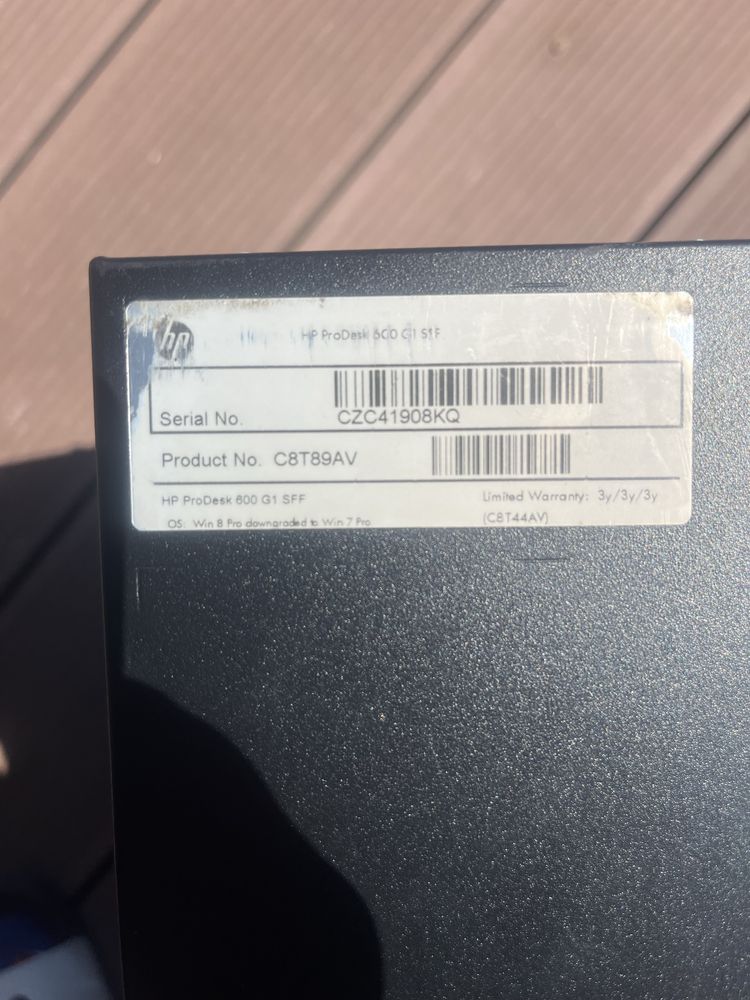 hp
HP ProDesk 600 G1 SFF
Serial No. CZC41908KQ
Product No. C8T89AV
HP ProDesk 600 G1 SFF Limited Warranty: 3y/3y/3y
OS: Win 8 Pro downgraded to Win 7 Pro (C8T44AV)